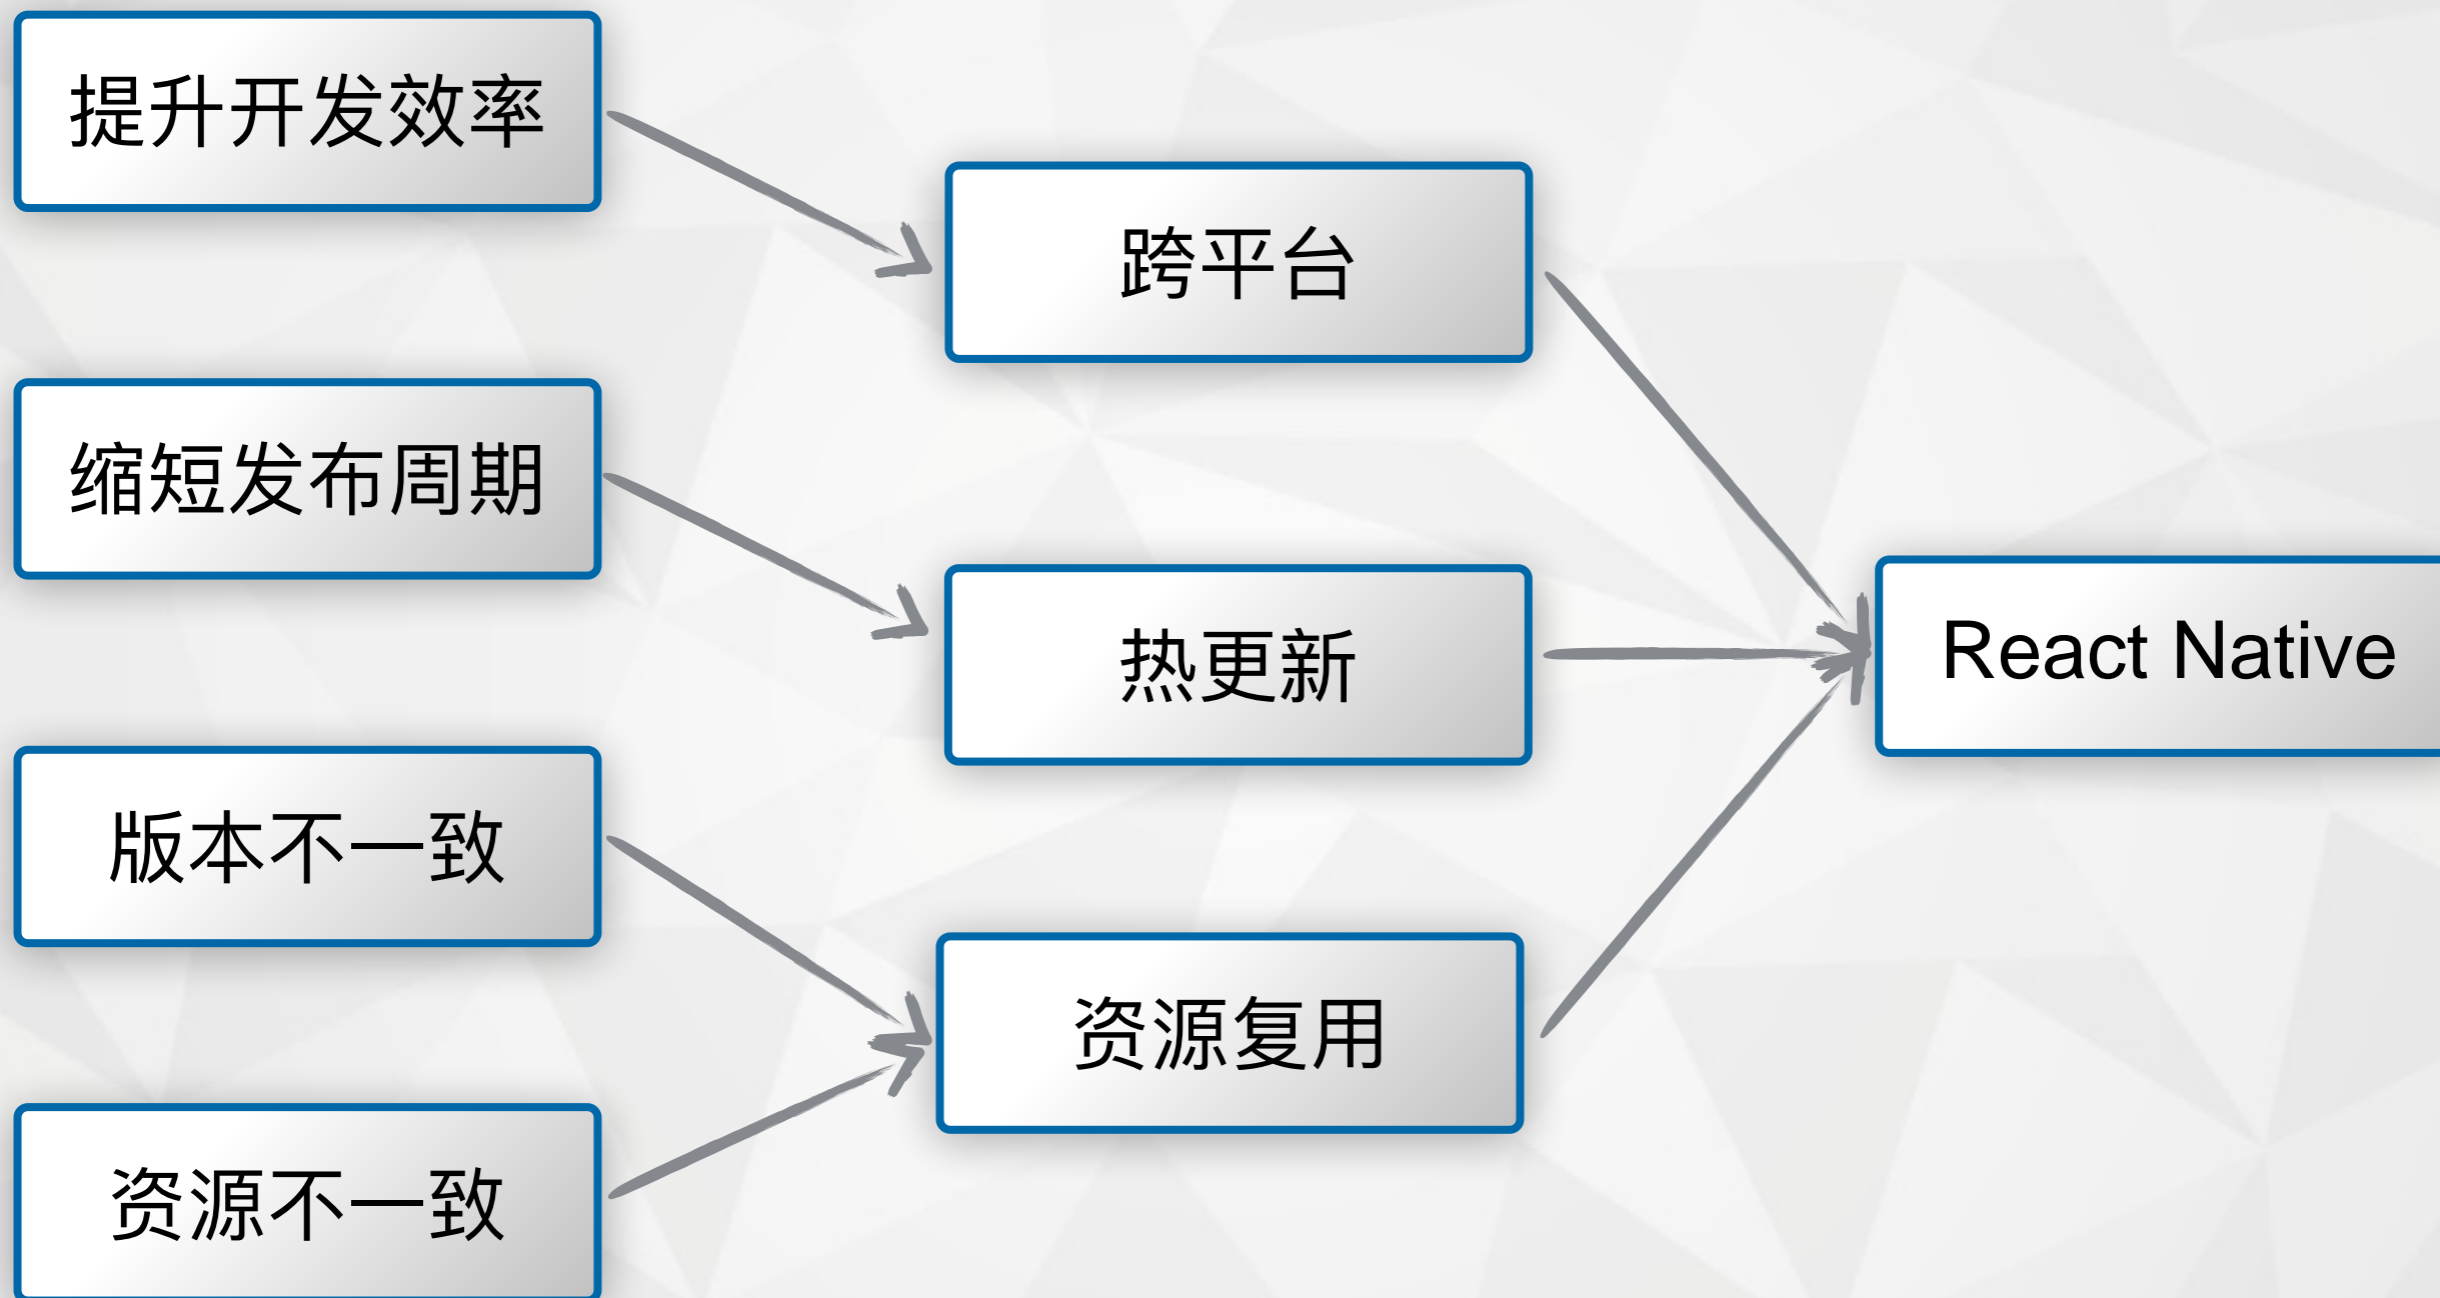 提升开发效率
跨平台
缩短发布周期
热更新
React Native
版本不一致
资源复用
资源不一致